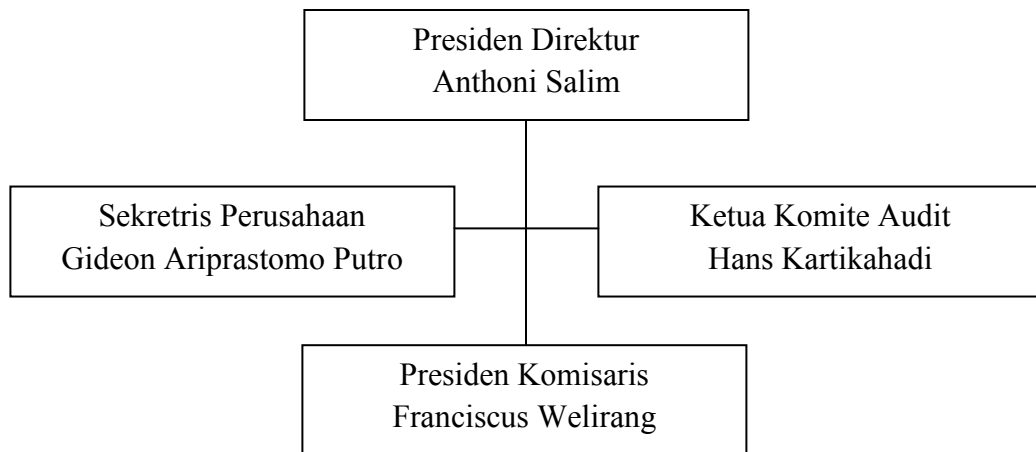 Presiden Direktur
Anthoni Salim
Sekretris Perusahaan
Gideon Ariprastomo Putro
Ketua Komite Audit
Hans Kartikahadi
Presiden Komisaris
Franciscus Welirang